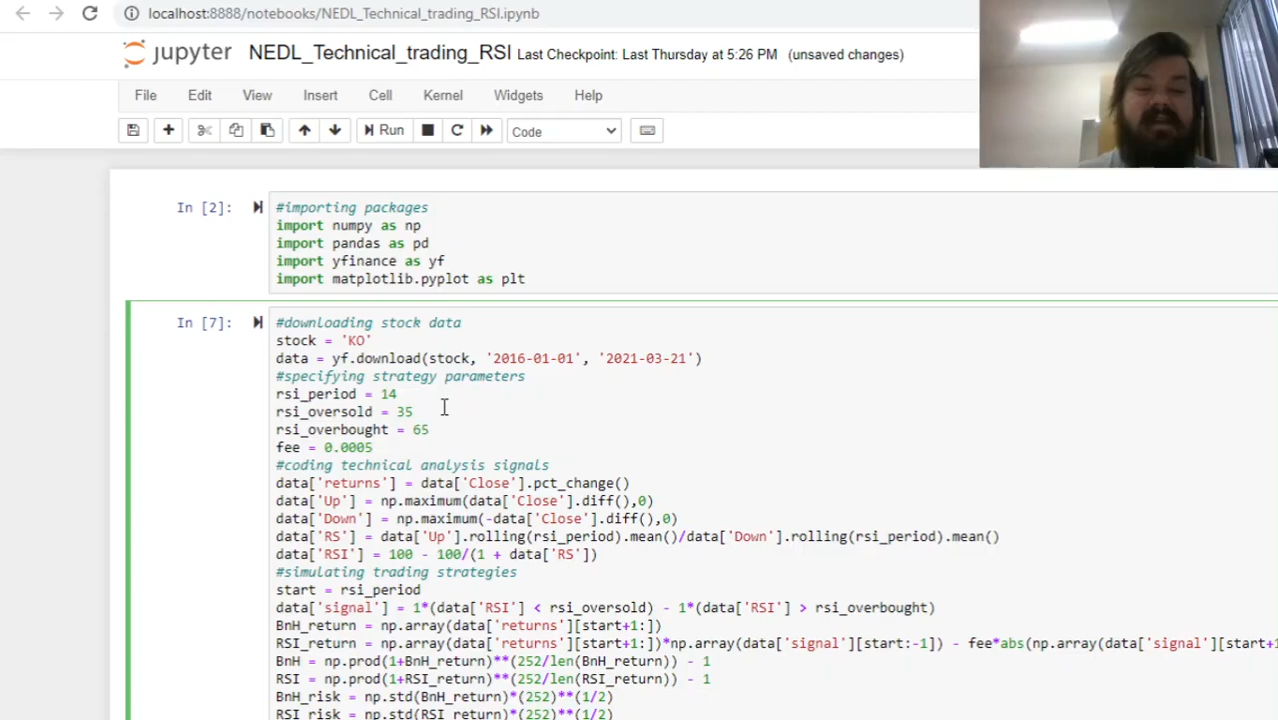 localhost:8888/notebooks/NEDL_Technical_trading_RSI.ipynb
jupyter NEDL_Technical_trading_RSI Last Checkpoint: Last Thursday at 5:26 PM (unsaved changes)
File Edit View Insert Cell Kernel Widgets Help
Run Code
In [2]:
#importing packages
import numpy as np
import pandas as pd
import yfinance as yf
import matplotlib.pyplot as plt
In [7]:
#downloading stock data
stock = 'KO'
data = yf.download(stock, '2016-01-01', '2021-03-21')
#specifying strategy parameters
rsi_period = 14
rsi_oversold = 35
rsi_overbought = 65
fee = 0.0005
#coding technical analysis signals
data['returns'] = data['Close'].pct_change()
data['Up'] = np.maximum(data['Close'].diff(),0)
data['Down'] = np.maximum(-data['Close'].diff(),0)
data['RS'] = data['Up'].rolling(rsi_period).mean()/data['Down'].rolling(rsi_period).mean()
data['RSI'] = 100 - 100/(1 + data['RS'])
#simulating trading strategies
start = rsi_period
data['signal'] = 1*(data['RSI'] < rsi_oversold) - 1*(data['RSI'] > rsi_overbought)
BnH_return = np.array(data['returns'][start+1:])
RSI_return = np.array(data['returns'][start+1:])*np.array(data['signal'][start:-1]) - fee*abs(np.array(data['signal'][start+1
BnH = np.prod(1+BnH_return)**(252/len(BnH_return)) - 1
RSI = np.prod(1+RSI_return)**(252/len(RSI_return)) - 1
BnH_risk = np.std(BnH_return)*(252)**(1/2)
RSI_risk = np.std(RSI_return)*(252)**(1/2)